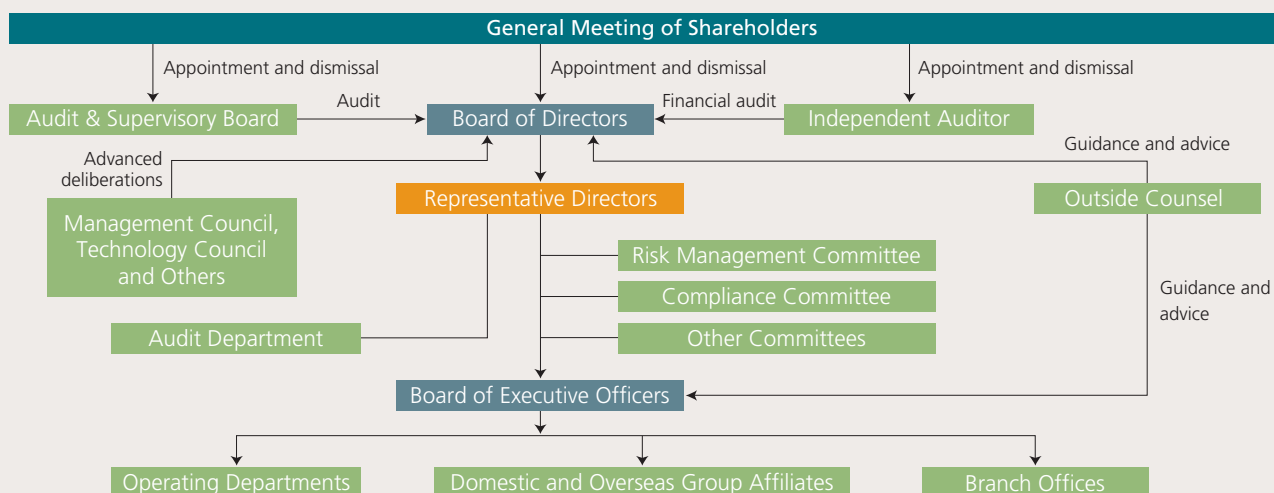 General Meeting of Shareholders
Appointment and dismissal
Appointment and dismissal
Appointment and dismissal
Audit & Supervisory Board
Audit
Board of Directors
Financial audit
Independent Auditor
Advanced
deliberations
Guidance and advice
Representative Directors
Outside Counsel
Management Council,
Technology Council
and Others
Risk Management Committee
Compliance Committee
Guidance and
advice
Audit Department
Other Committees
Board of Executive Officers
Operating Departments
Domestic and Overseas Group Affiliates
Branch Offices